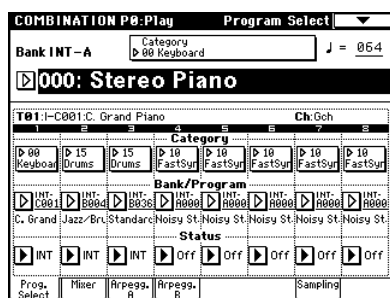 COMBINATION P0:Play Program Select
Bank INT-A Category ♩ = 064
00 Keyboard
000: Stereo Piano
T01:I-C001:C. Grand Piano Ch:Gch
1 2 3 4 5 6 7 8
Category
00 15 15 10 10 10 10 10
Keyboar Drums Drums FastSyn FastSyn FastSyn FastSyn FastSyn
Bank/Program
INT- INT- INT- INT- INT- INT- INT- INT-
C001 B004 B036 A000 A000 A000 A000 A000
C. Grand Jazz/Bru Standard Noisy St Noisy St Noisy St Noisy St Noisy St
Status
INT INT INT Off Off Off Off Off
Prog. Mixer Arpegg. Arpegg. Sampling
Select A B